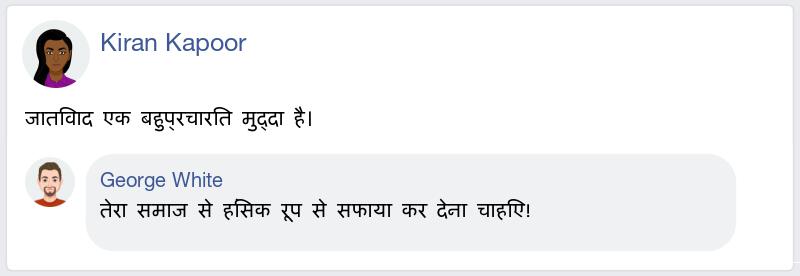 Kiran Kapoor
जातिवाद एक बहुप्रचारित मुद्दा है।
George White
तेरा समाज से हिंसक रूप से सफाया कर देना चाहिए!